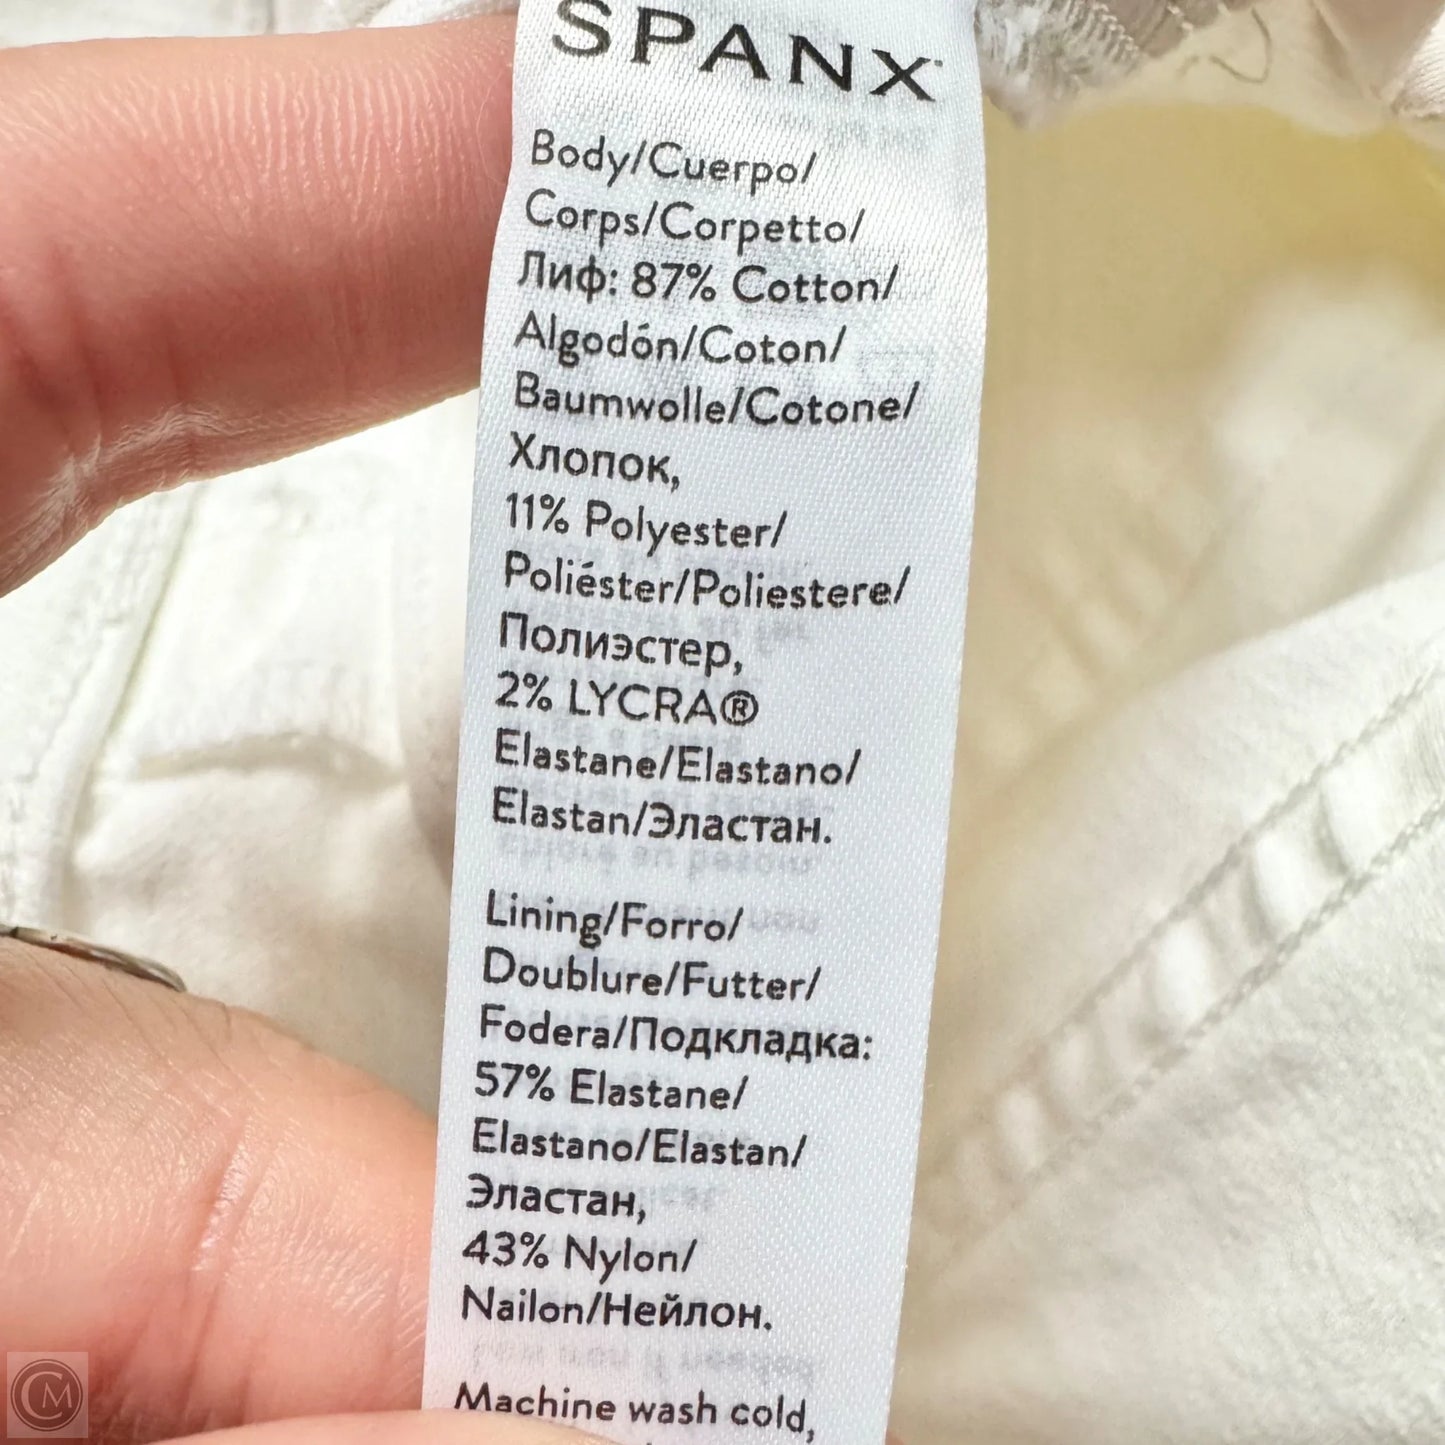 SPANX
Body/Cuerpo/
Corps/Corpetto/
Лиф: 87% Cotton/
Algodón/Coton/
Baumwolle/Cotone/
Хлопок,
11% Polyester/
Poliéster/Poliestere/
Полиэстер,
2% LYCRA®
Elastane/Elastano/
Elastan/Эластан.
Lining/Forro/
Doublure/Futter/
Fodera/Подкладка:
57% Elastane/
Elastano/Elastan/
Эластан,
43% Nylon/
Nailon/Нейлон.
Machine wash cold,
CM